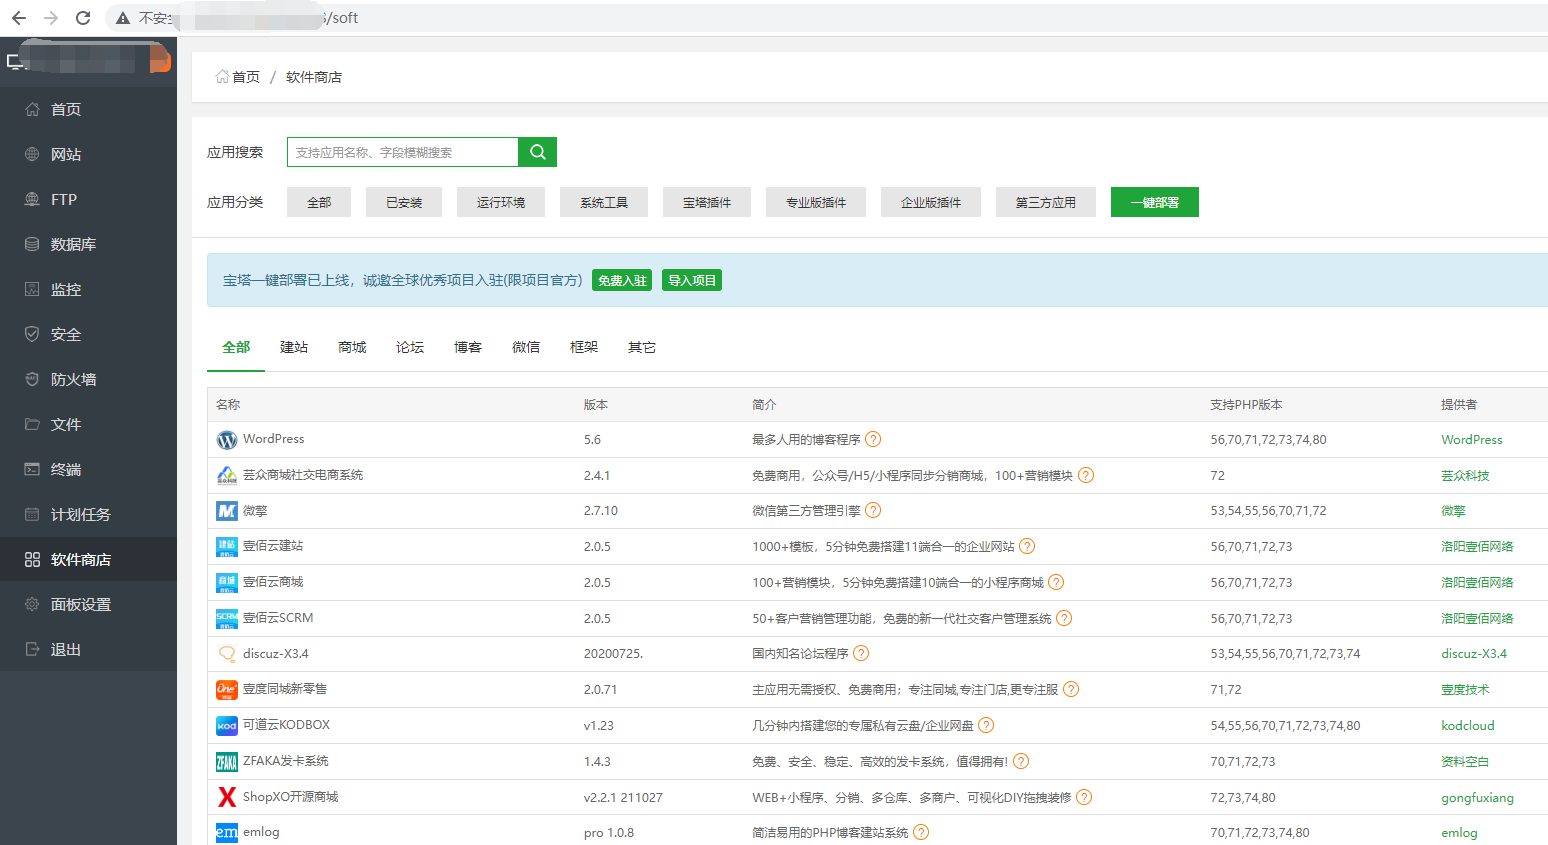 /soft
首页 / 软件商店
首页
网站
FTP
数据库
监控
安全
防火墙
文件
终端
计划任务
软件商店
面板设置
退出
应用搜索 支持应用名称、字段模糊搜索
应用分类 全部 已安装 运行环境 系统工具 宝塔插件 专业版插件 企业版插件 第三方应用 一键部署
宝塔一键部署已上线，诚邀全球优秀项目入驻(限项目官方) 免费入驻 导入项目
全部 建站 商城 论坛 博客 微信 框架 其它
名称 版本 简介 支持PHP版本 提供者
WordPress 5.6 最多人用的博客程序 ? 56,70,71,72,73,74,80 WordPress
芸众商城社交电商系统 2.4.1 免费商用，公众号/H5/小程序同步分销商城，100+营销模块 ? 72 芸众科技
微擎 2.7.10 微信第三方管理引擎 ? 53,54,55,56,70,71,72 微擎
壹佰云建站 2.0.5 1000+模板，5分钟免费搭建11端合一的企业网站 ? 56,70,71,72,73 洛阳壹佰网络
壹佰云商城 2.0.5 100+营销模块，5分钟免费搭建10端合一的小程序商城 ? 56,70,71,72,73 洛阳壹佰网络
壹佰云SCRM 2.0.5 50+客户营销管理功能，免费的新一代社交客户管理系统 ? 56,70,71,72,73 洛阳壹佰网络
discuz-X3.4 20200725. 国内知名论坛程序 ? 53,54,55,56,70,71,72,73,74 discuz-X3.4
壹度同城新零售 2.0.71 主应用无需授权、免费商用；专注同城,专注门店,更专注服 ? 71,72 壹度技术
可道云KODBOX v1.23 几分钟内搭建您的专属私有云盘/企业网盘 ? 54,55,56,70,71,72,73,74,80 kodcloud
ZFAKA发卡系统 1.4.3 免费、安全、稳定、高效的发卡系统，值得拥有! ? 70,71,72,73 资料空白
ShopXO开源商城 v2.2.1 211027 WEB+小程序、分销、多仓库、多商户、可视化DIY拖拽装修 ? 72,73,74,80 gongfuxiang
emlog pro 1.0.8 简洁易用的PHP博客建站系统 ? 70,71,72,73,74,80 emlog